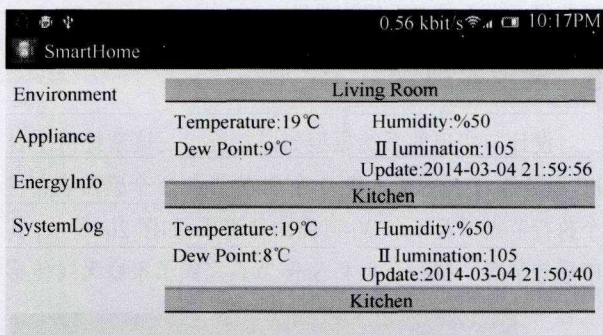 0.56 kbit/s 10:17PM
SmartHome
Environment
Appliance
EnergyInfo
SystemLog
Living Room
Temperature:19℃ Humidity:%50
Dew Point:9℃ Ⅱ Iumination:105
Update:2014-03-04 21:59:56
Kitchen
Temperature:19℃ Humidity:%50
Dew Point:8℃ Ⅱ Iumination:105
Update:2014-03-04 21:50:40
Kitchen